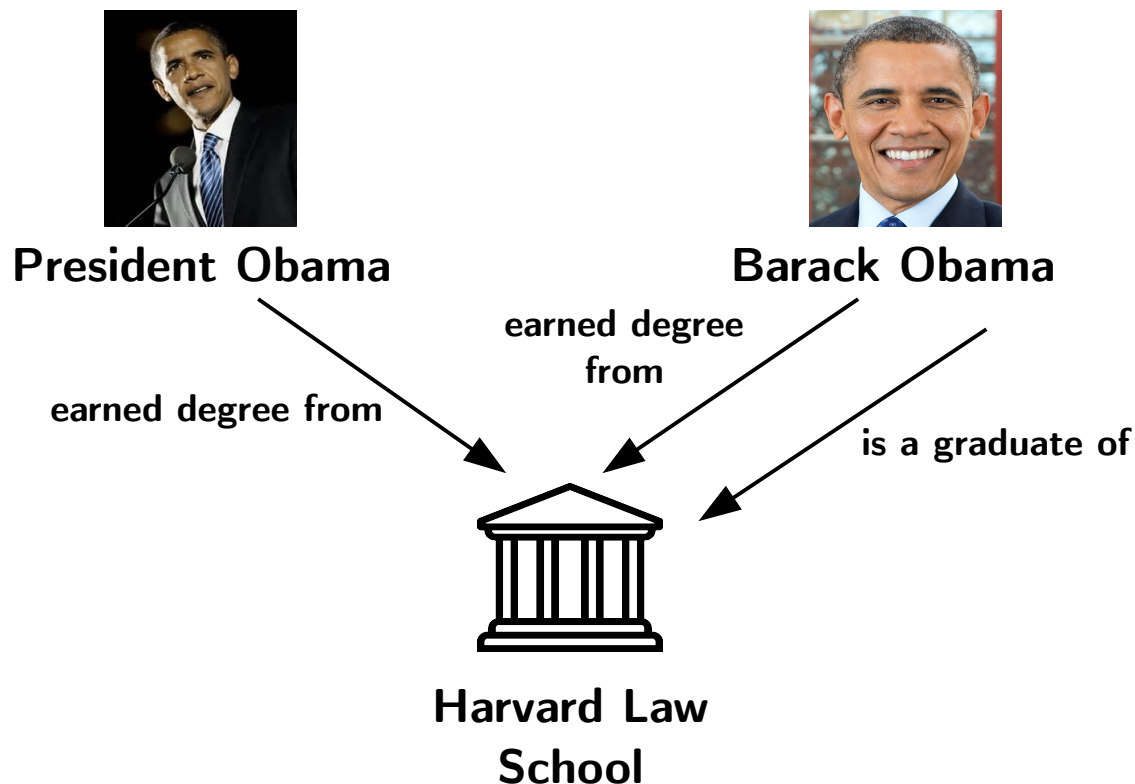 President Obama
Barack Obama
earned degree
from
earned degree from
is a graduate of
Harvard Law
School